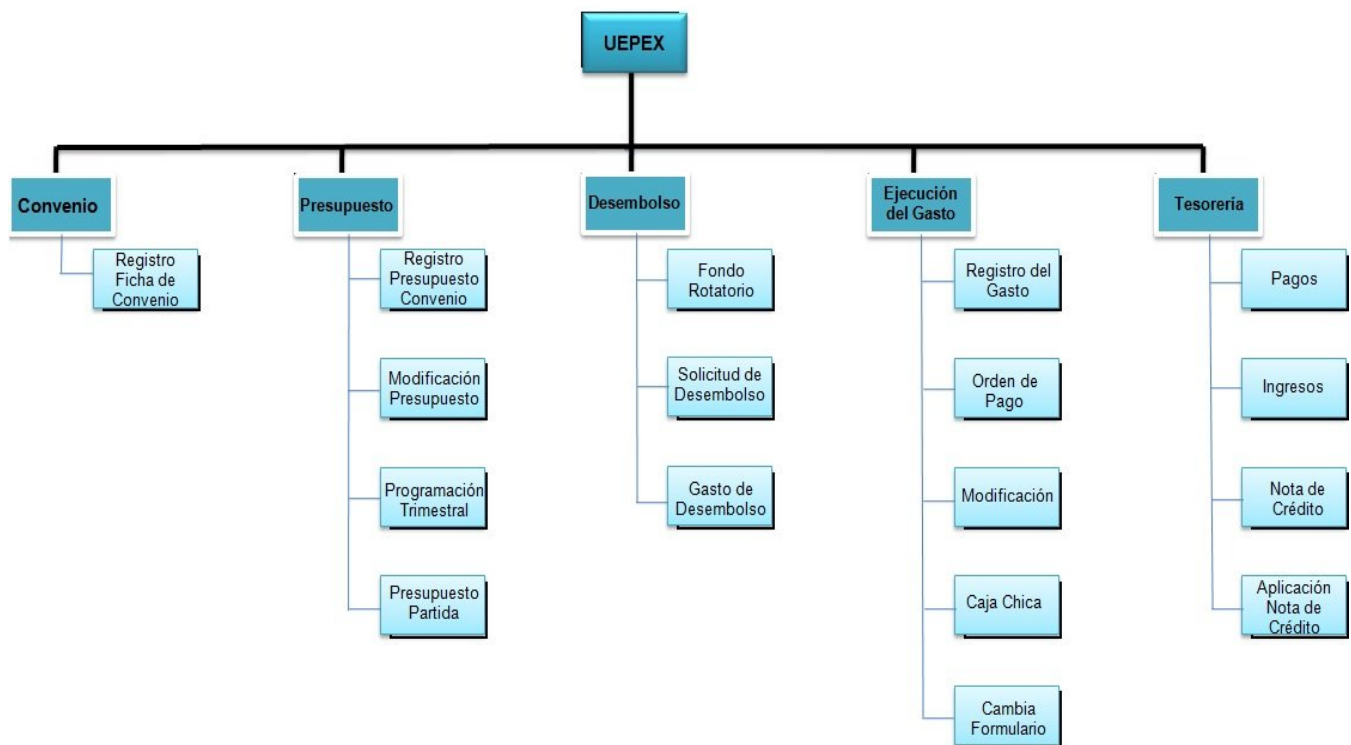 UEPEX
Convenio
Registro
Ficha de
Convenio
Presupuesto
Registro
Presupuesto
Convenio
Modificación
Presupuesto
Programación
Trimestral
Presupuesto
Partida
Desembolso
Fondo
Rotatorio
Solicitud de
Desembolso
Gasto de
Desembolso
Ejecución
del Gasto
Registro del
Gasto
Orden de
Pago
Modificación
Caja Chica
Cambia
Formulario
Tesorería
Pagos
Ingresos
Nota de
Crédito
Aplicación
Nota de
Crédito